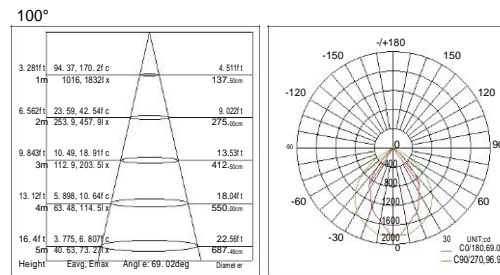 100°
3.281ft 94.37, 170.2fc 4.511ft
1m 1016, 1832lx 137.50cm
6.562ft 23.59, 42.54fc 9.022ft
2m 253.9, 457.9lx 275.00cm
9.843ft 10.49, 18.91fc 13.53ft
3m 112.9, 203.5lx 412.50cm
13.12ft 5.898, 10.64fc 18.04ft
4m 63.48, 114.5lx 550.00cm
16.4ft 3.775, 6.807fc 22.56ft
5m 40.63, 73.27lx 687.49cm
Height Eavg, Emax Angle: 69.02deg Diameter
-/+180
-150 150
-120 120
-90 90
0
400
800
1200
1600
2000
-60 60
-30 30
0
UNIT:cd
C0/180,69.0
C90/270,98.5